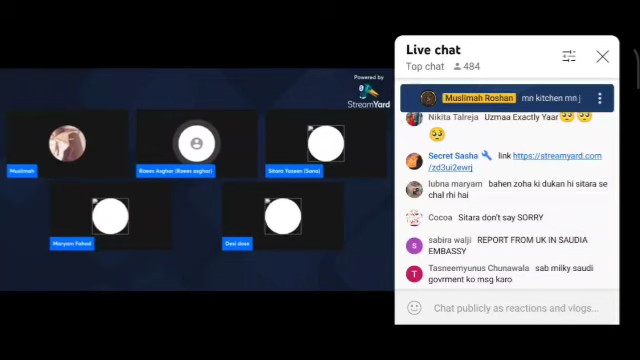 Powered by
StreamYard
Muslimah
Raees Asghar (Raees asghar)
Sitara Yaseen (Sana)
Maryam Fahad
Desi dose
Live chat
Top chat 484
Muslimah Roshan mn kitchen mn j
Nikita Talreja Uzmaa Exactly Yaar 🥺🥺
🥺
Secret Sasha link https://streamyard.com
/zd3ui2ewrj
lubna maryam bahen zoha ki dukan hi sitara se
chal rhi hai
Cocoa Sitara don't say SORRY
S sabira walji REPORT FROM UK IN SAUDIA
EMBASSY
T Tasneemyunus Chunawala sab milky saudi
govrment ko msg karo
Chat publicly as reactions and vlogs...